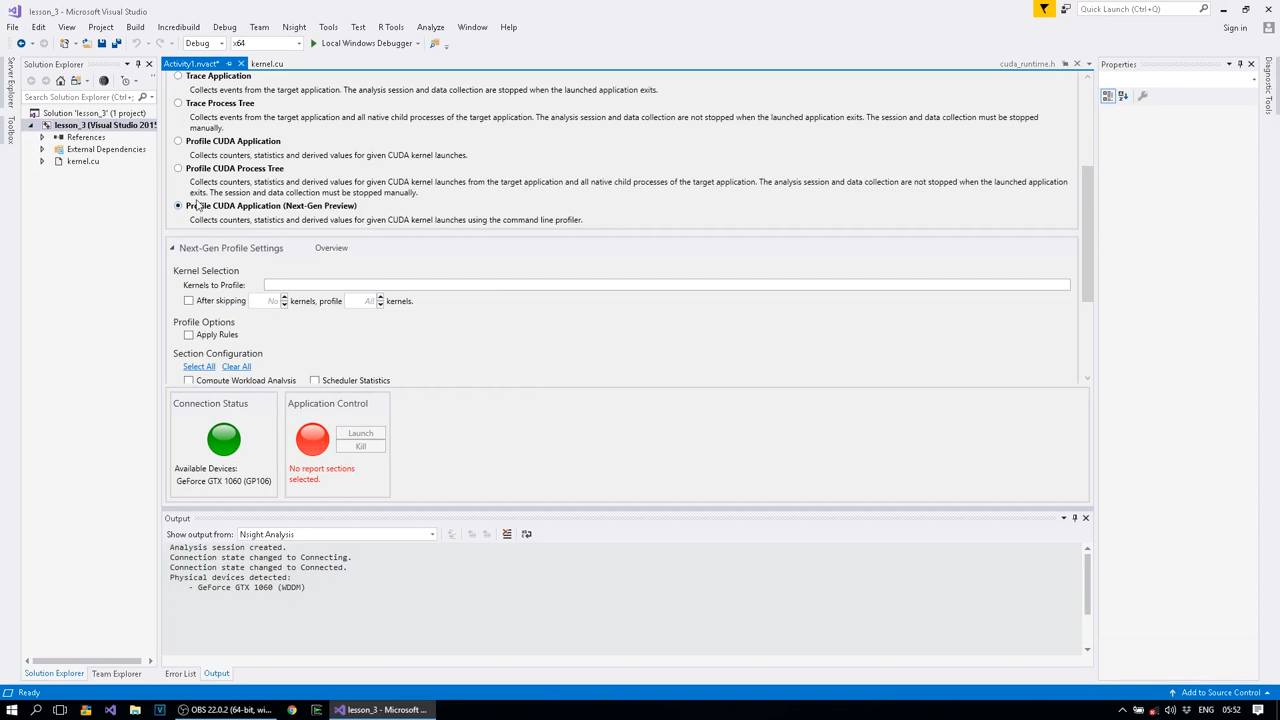 lesson_3 - Microsoft Visual Studio
Quick Launch (Ctrl+Q)
File Edit View Project Build Incredibuild Debug Team Nsight Tools Test R Tools Analyze Window Help
Sign in
Debug x64 Local Windows Debugger
Server Explorer
Toolbox
Solution Explorer
Search Solution Explorer (Ctrl+;
Solution 'lesson_3' (1 project)
lesson_3 (Visual Studio 201
References
External Dependencies
kernel.cu
Solution Explorer Team Explorer
Activity1.nvact* kernel.cu cuda_runtime.h
Trace Application
Collects events from the target application. The analysis session and data collection are stopped when the launched application exits.
Trace Process Tree
Collects events from the target application and all native child processes of the target application. The analysis session and data collection are not stopped when the launched application exits. The session and data collection must be stopped
manually.
Profile CUDA Application
Collects counters, statistics and derived values for given CUDA kernel launches.
Profile CUDA Process Tree
Collects counters, statistics and derived values for given CUDA kernel launches from the target application and all native child processes of the target application. The analysis session and data collection are not stopped when the launched application
exits. The session and data collection must be stopped manually.
Profile CUDA Application (Next-Gen Preview)
Collects counters, statistics and derived values for given CUDA kernel launches using the command line profiler.
Next-Gen Profile Settings Overview
Kernel Selection
Kernels to Profile:
After skipping No kernels, profile All kernels.
Profile Options
Apply Rules
Section Configuration
Select All Clear All
Compute Workload Analysis Scheduler Statistics
Connection Status
Available Devices:
GeForce GTX 1060 (GP106)
Application Control
Launch
Kill
No report sections
selected.
Output
Show output from: Nsight Analysis
Analysis session created.
Connection state changed to Connecting.
Connection state changed to Connected.
Physical devices detected:
- GeForce GTX 1060 (WDDM)
Error List Output
Properties
Diagnostic Tools
Ready
Add to Source Control
OBS 22.0.2 (64-bit, wi...
lesson_3 - Microsoft ...
ENG 05:52